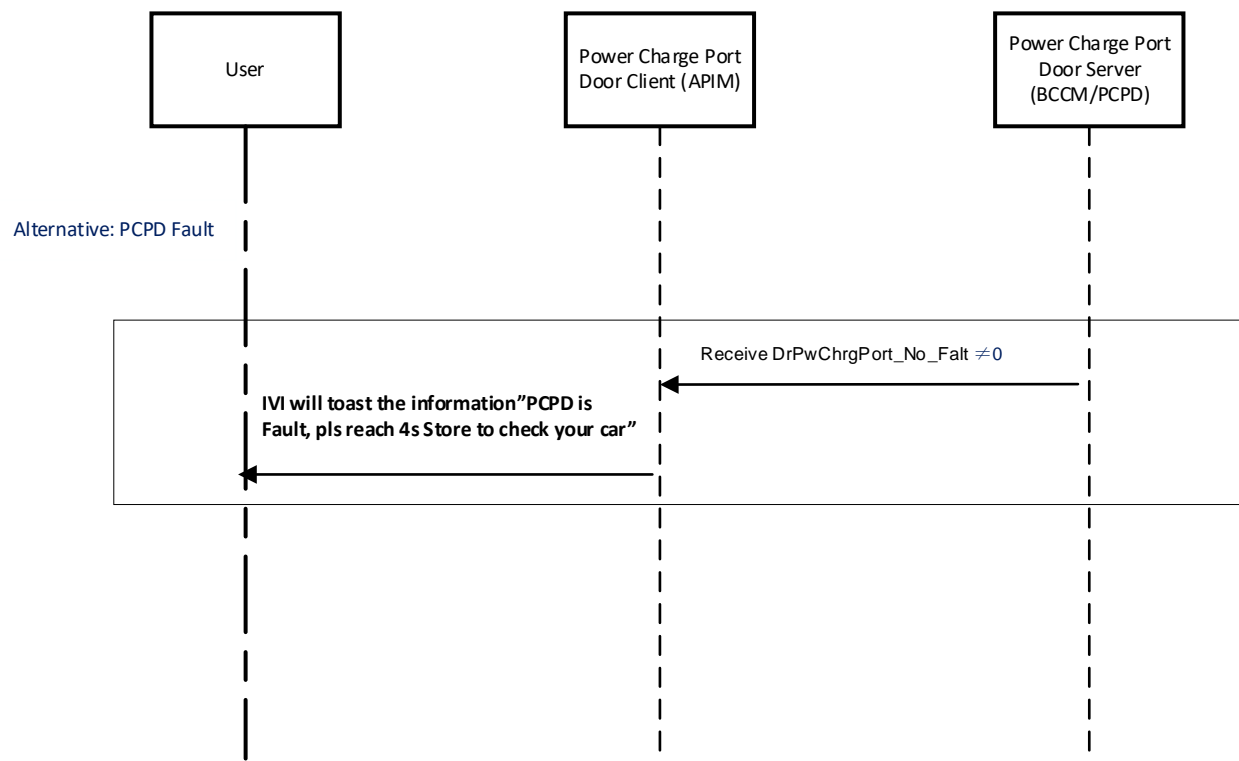 User
Power Charge Port
Door Client (APIM)
Power Charge Port
Door Server
(BCCM/PCPD)
Alternative: PCPD Fault
Receive DrPwChrgPort_No_Falt ≠0
IVI will toast the information”PCPD is
Fault, pls reach 4s Store to check your car”